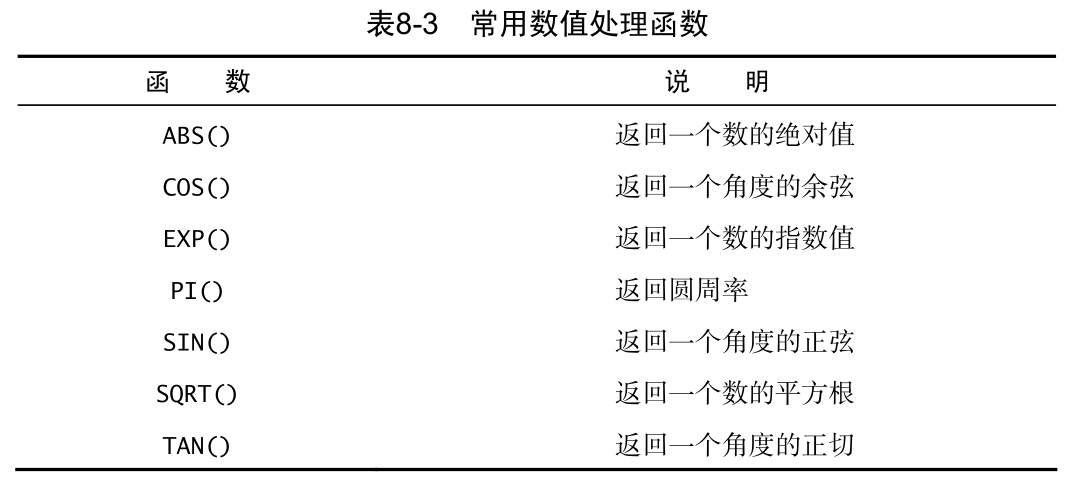 表8-3 常用数值处理函数
函 数 说 明
ABS() 返回一个数的绝对值
COS() 返回一个角度的余弦
EXP() 返回一个数的指数值
PI() 返回圆周率
SIN() 返回一个角度的正弦
SQRT() 返回一个数的平方根
TAN() 返回一个角度的正切